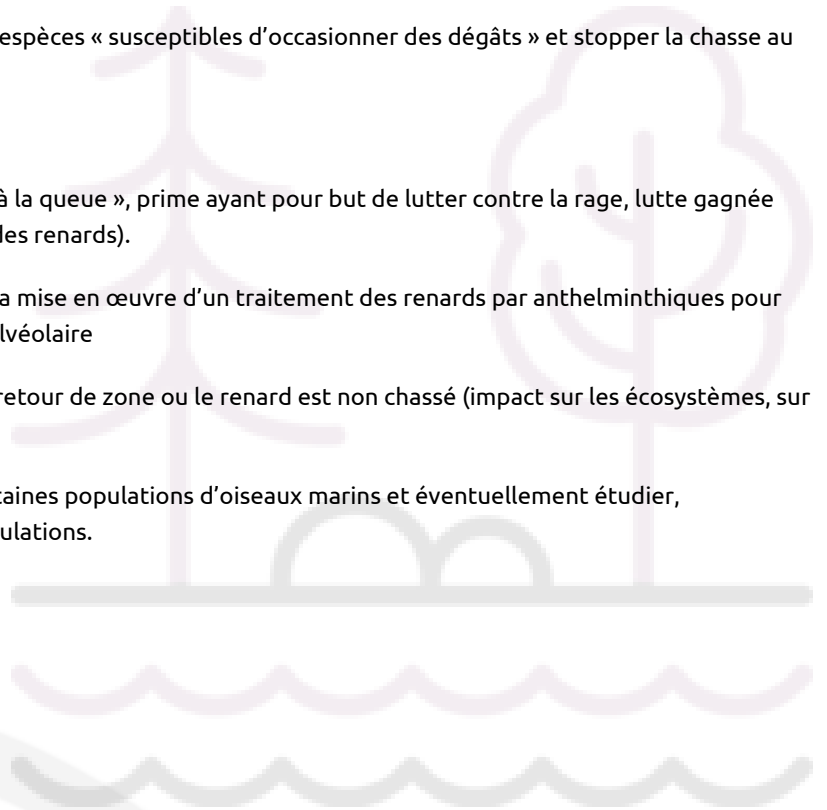 espèces « susceptibles d’occasionner des dégâts » et stopper la chasse au
à la queue », prime ayant pour but de lutter contre la rage, lutte gagnée
des renards).
a mise en œuvre d’un traitement des renards par anthelminthiques pour
lvéolaire
retour de zone ou le renard est non chassé (impact sur les écosystèmes, sur
taines populations d’oiseaux marins et éventuellement étudier,
ulations.